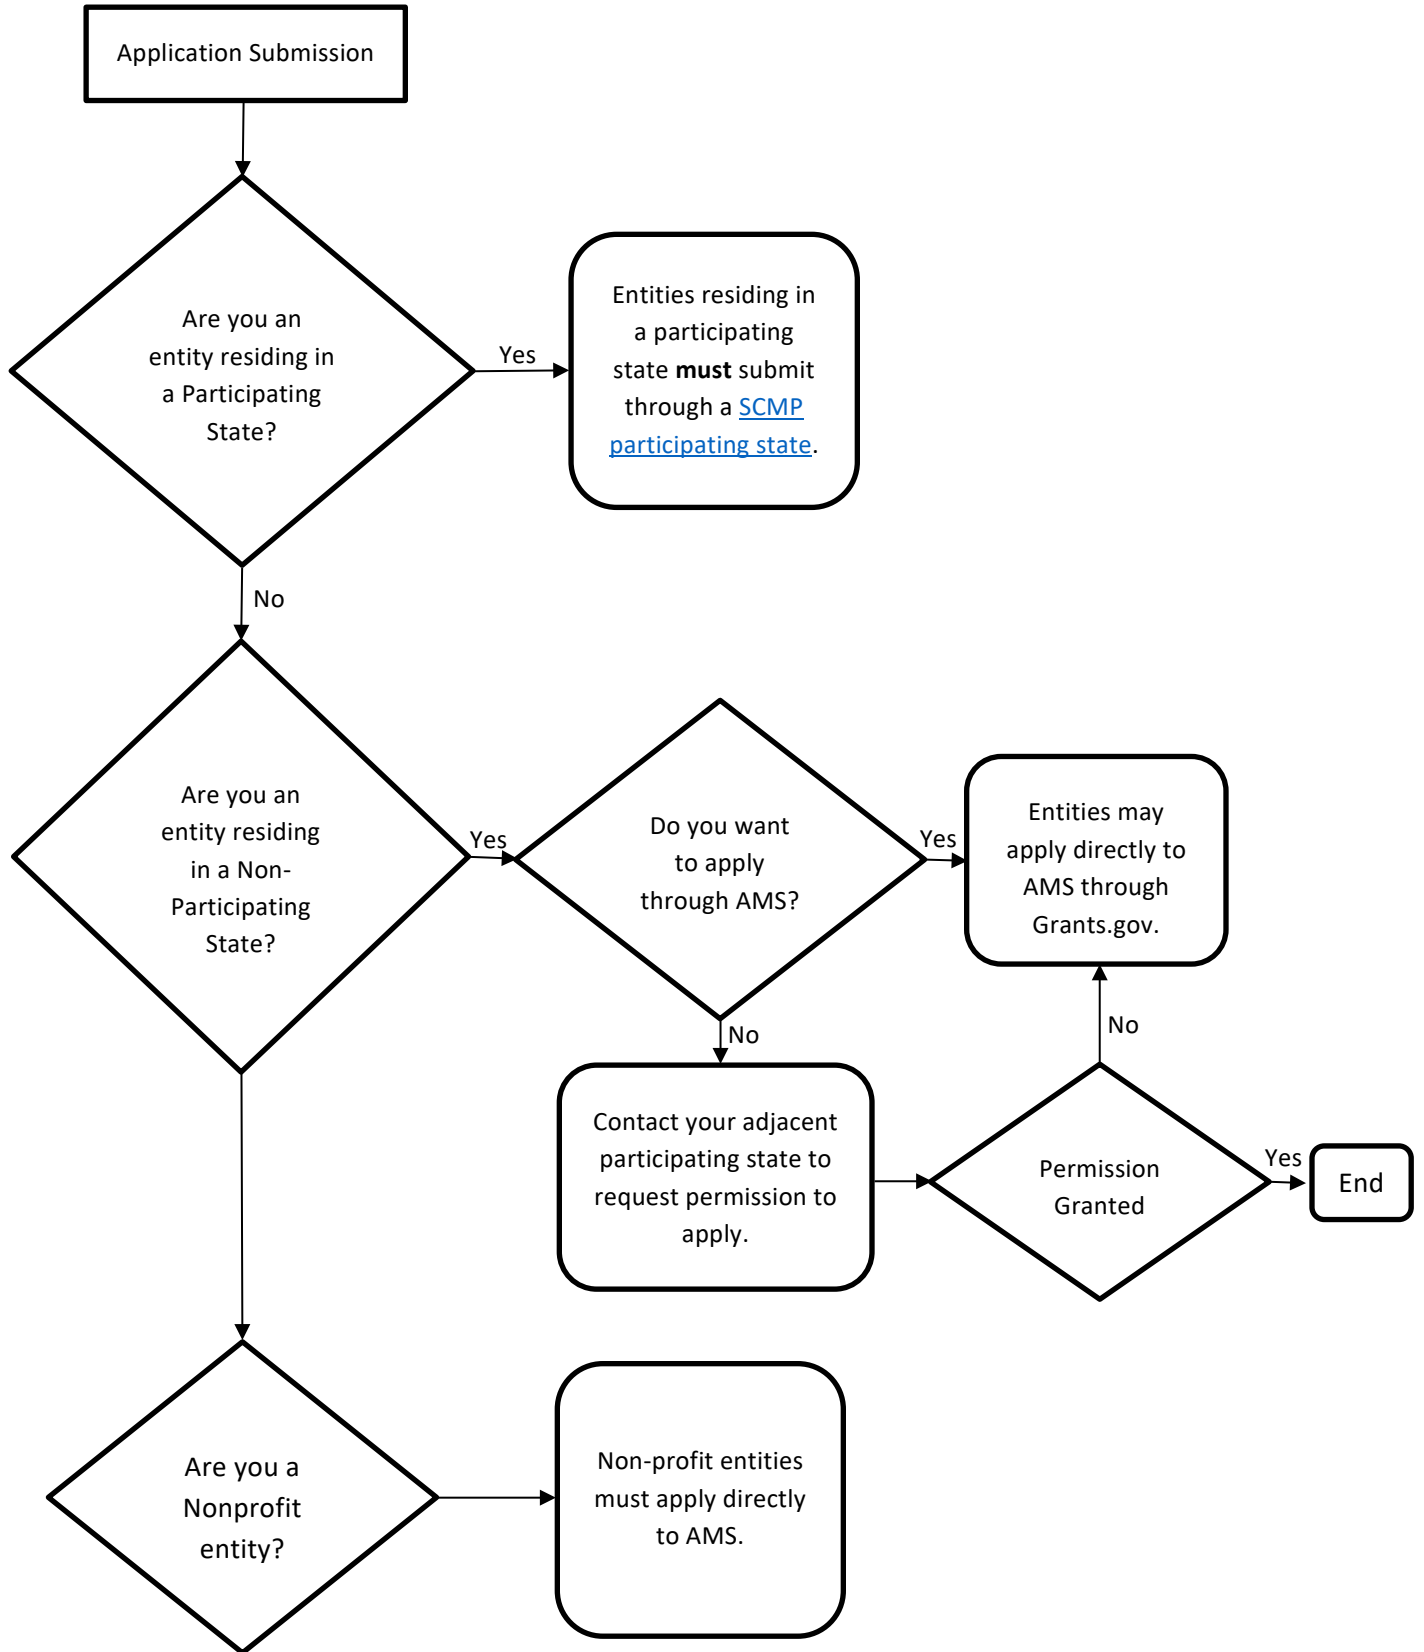 Application Submission
Are you an
entity residing in
a Participating
State?
Yes
Entities residing in
a participating
state must submit
through a SCMP
participating state.
No
Are you an
entity residing
in a Non-
Participating
State?
Yes
Do you want
to apply
through AMS?
Yes
Entities may
apply directly to
AMS through
Grants.gov.
No
No
Contact your adjacent
participating state to
request permission to
apply.
Permission
Granted
Yes
End
Are you a
Nonprofit
entity?
Non-profit entities
must apply directly
to AMS.